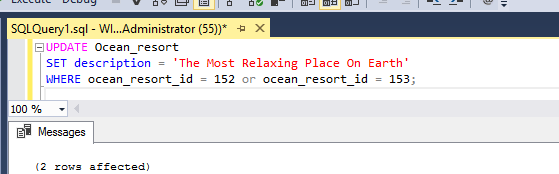 Execute Debug
SQLQuery1.sql - WI...Administrator (55))*
UPDATE Ocean_resort
SET description = 'The Most Relaxing Place On Earth'
WHERE ocean_resort_id = 152 or ocean_resort_id = 153;
100 %
Messages
(2 rows affected)